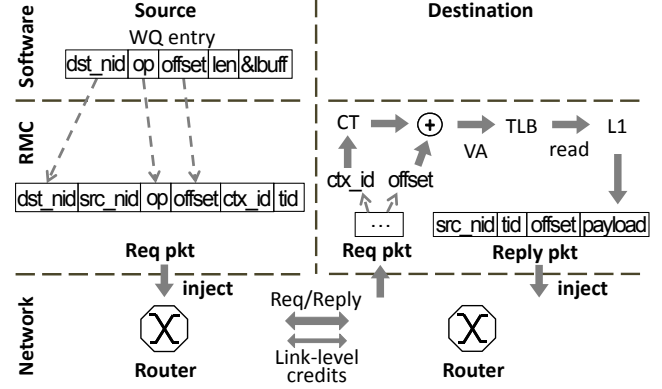 Source
Destination
Software
WQ entry
dst_nid op offset len &lbuff
RMC
CT + TLB L1
VA read
ctx_id offset
dst_nid src_nid op offset ctx_id tid
...
src_nid tid offset payload
Req pkt
Req pkt
Reply pkt
inject
inject
Network
Req/Reply
Router
Link-level
credits
Router